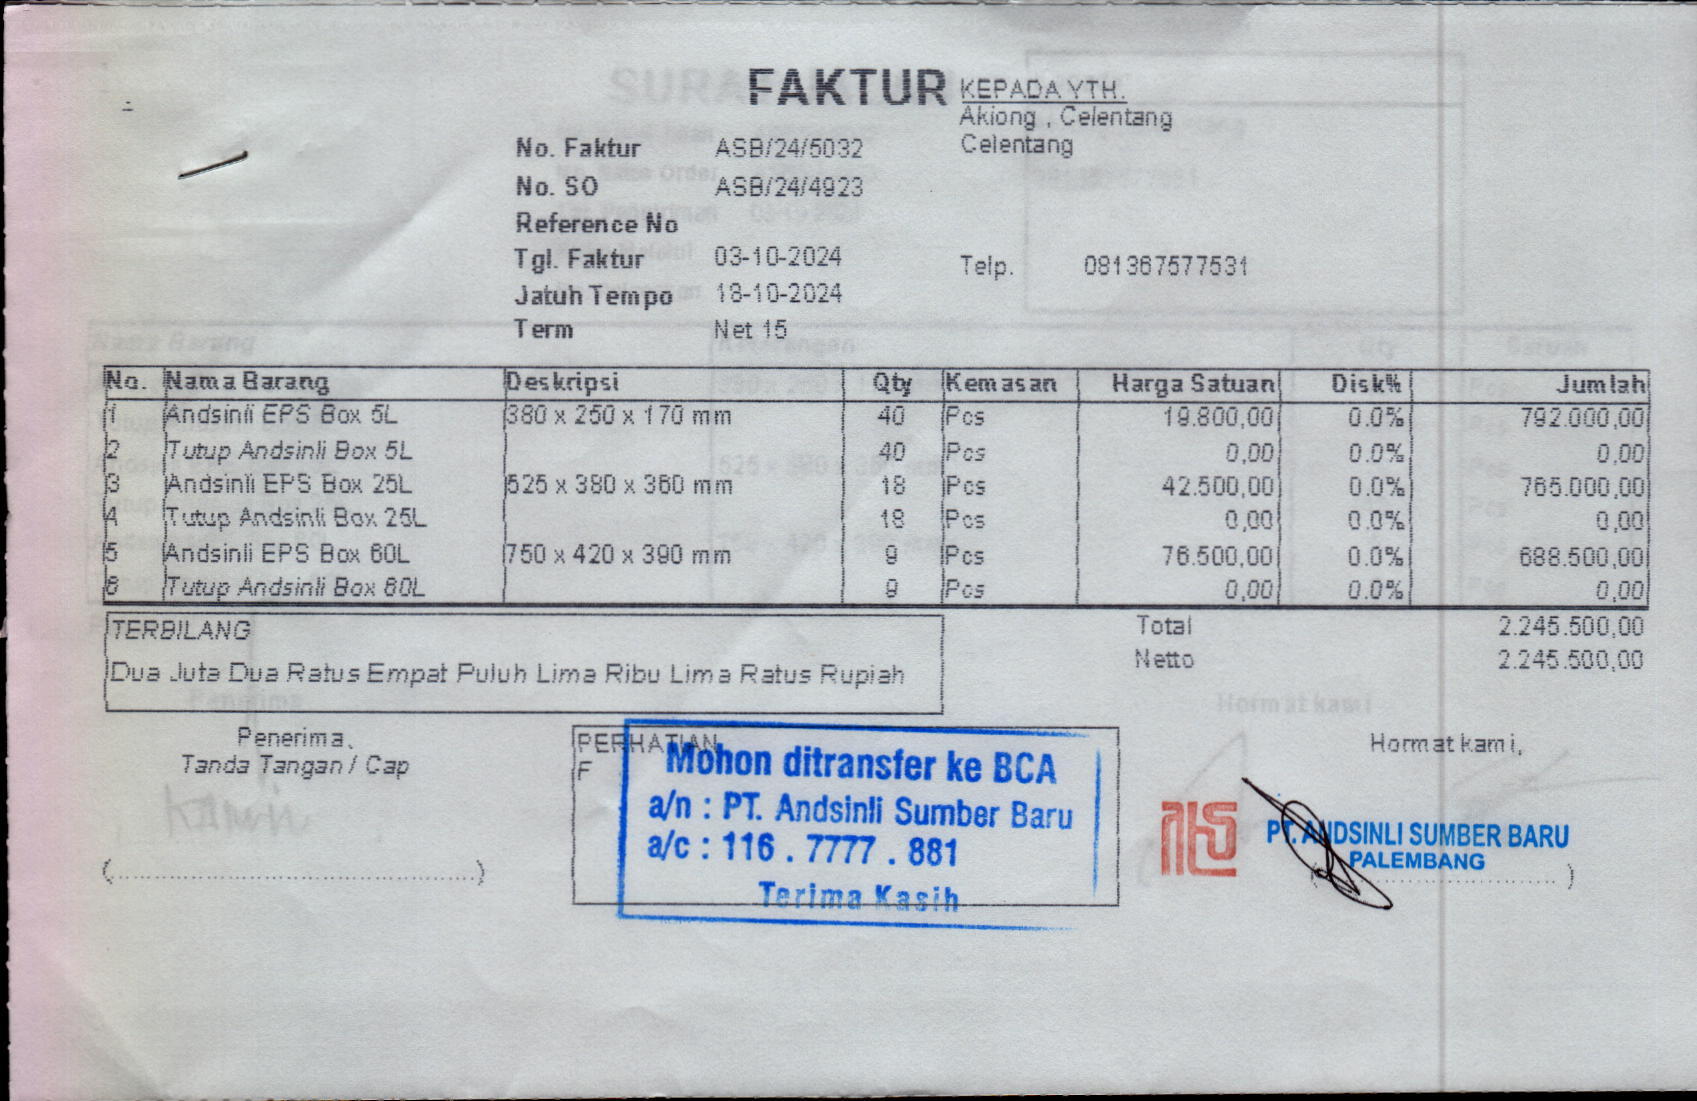 FAKTUR
KEPADA YTH.
Akiong , Celentang
Celentang
No. Faktur ASB/24/5032
No. SO ASB/24/4923
Reference No
Tgl. Faktur 03-10-2024
Telp. 081367577531
Jatuh Tempo 18-10-2024
Term Net 15
No. Nama Barang Deskripsi Qty Kemasan Harga Satuan Disk% Jumlah
1 Andsinli EPS Box 5L 380 x 250 x 170 mm 40 Pcs 19.800,00 0.0% 792.000,00
2 Tutup Andsinli Box 5L 40 Pcs 0,00 0.0% 0,00
3 Andsinli EPS Box 25L 525 x 380 x 360 mm 18 Pcs 42.500,00 0.0% 765.000,00
4 Tutup Andsinli Box 25L 18 Pcs 0,00 0.0% 0,00
5 Andsinli EPS Box 60L 750 x 420 x 390 mm 9 Pcs 76.500,00 0.0% 688.500,00
6 Tutup Andsinli Box 60L 9 Pcs 0,00 0.0% 0,00
TERBILANG
Dua Juta Dua Ratus Empat Puluh Lima Ribu Lima Ratus Rupiah
Total 2.245.500,00
Netto 2.245.500,00
Penerima,
Tanda Tangan / Cap
PERHATIAN
F
Mohon ditransfer ke BCA
a/n : PT. Andsinli Sumber Baru
a/c : 116 . 7777 . 881
Terima Kasih
Hormat kami,
PT. ANDSINLI SUMBER BARU
PALEMBANG